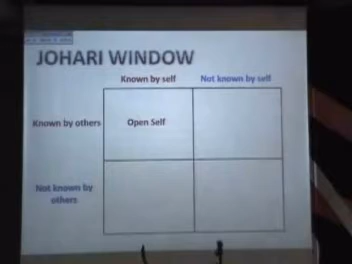 JOHARI WINDOW
Known by self
Not known by self
Known by others
Open Self
Not known by
others